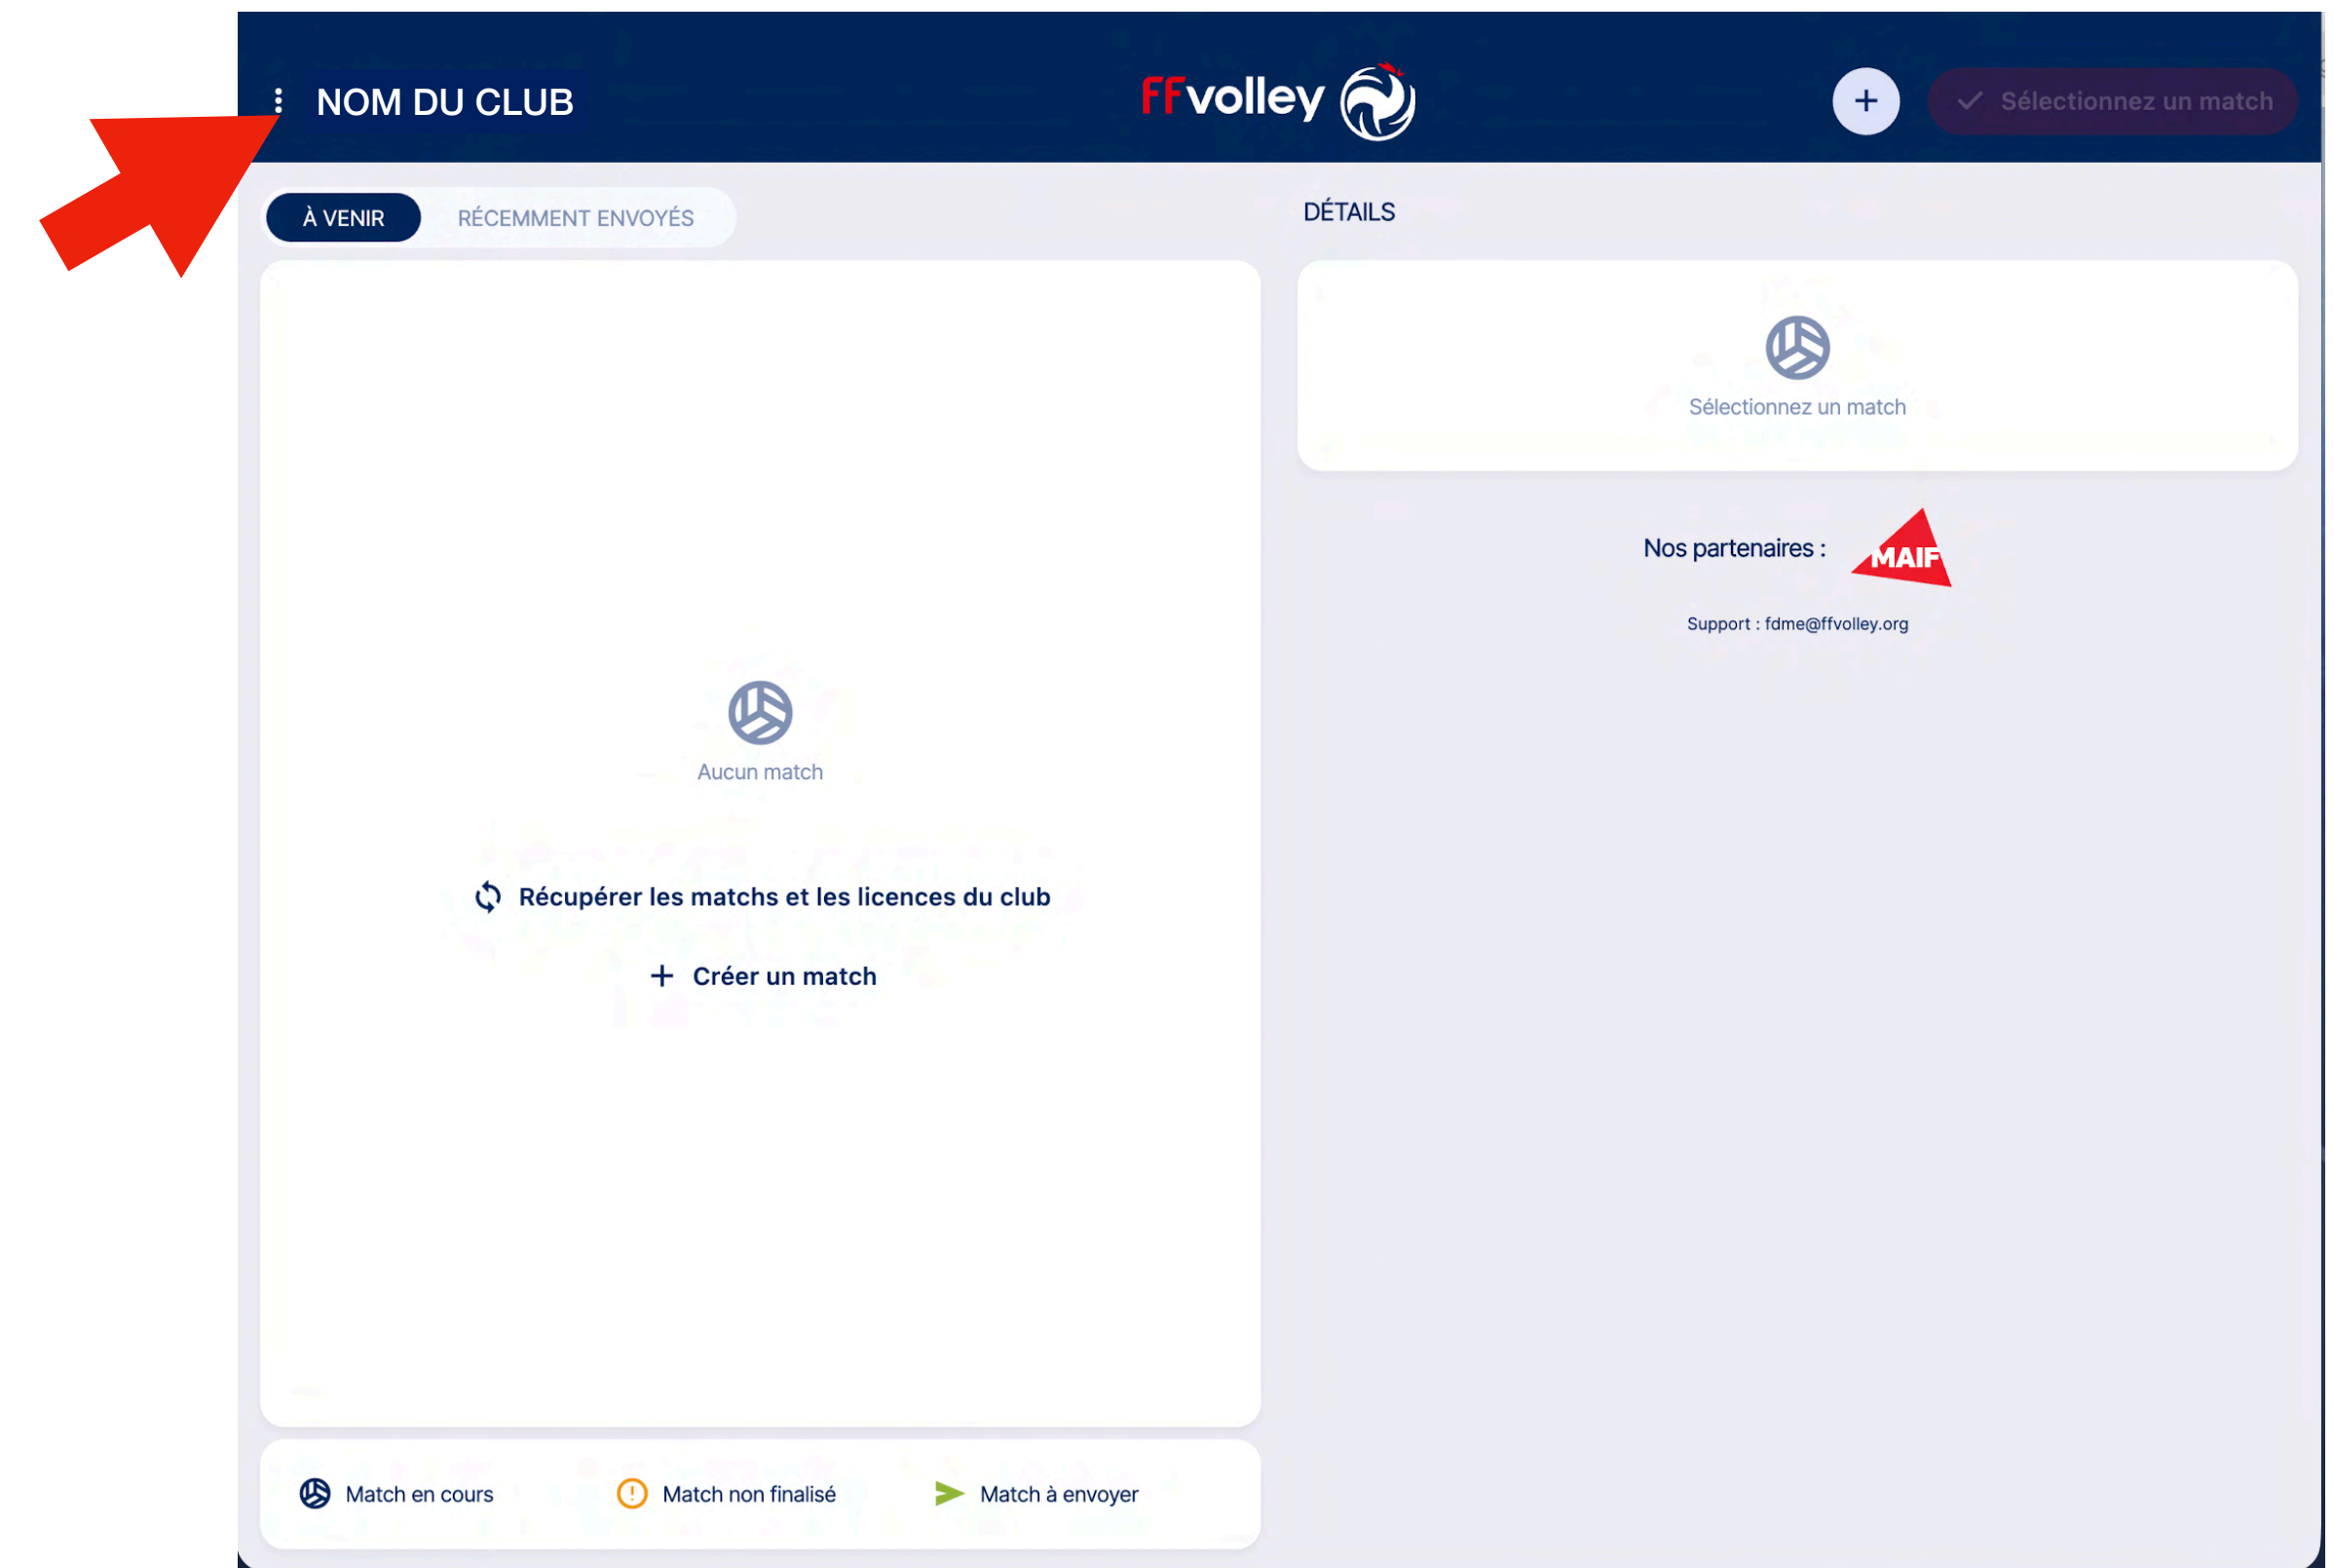 NOM DU CLUB
ffvolley
Sélectionnez un match
À VENIR
RÉCEMMENT ENVOYÉS
DÉTAILS
Sélectionnez un match
Nos partenaires :
MAIF
Support : fdme@ffvolley.org
Aucun match
Récupérer les matchs et les licences du club
+ Créer un match
Match en cours
Match non finalisé
Match à envoyer